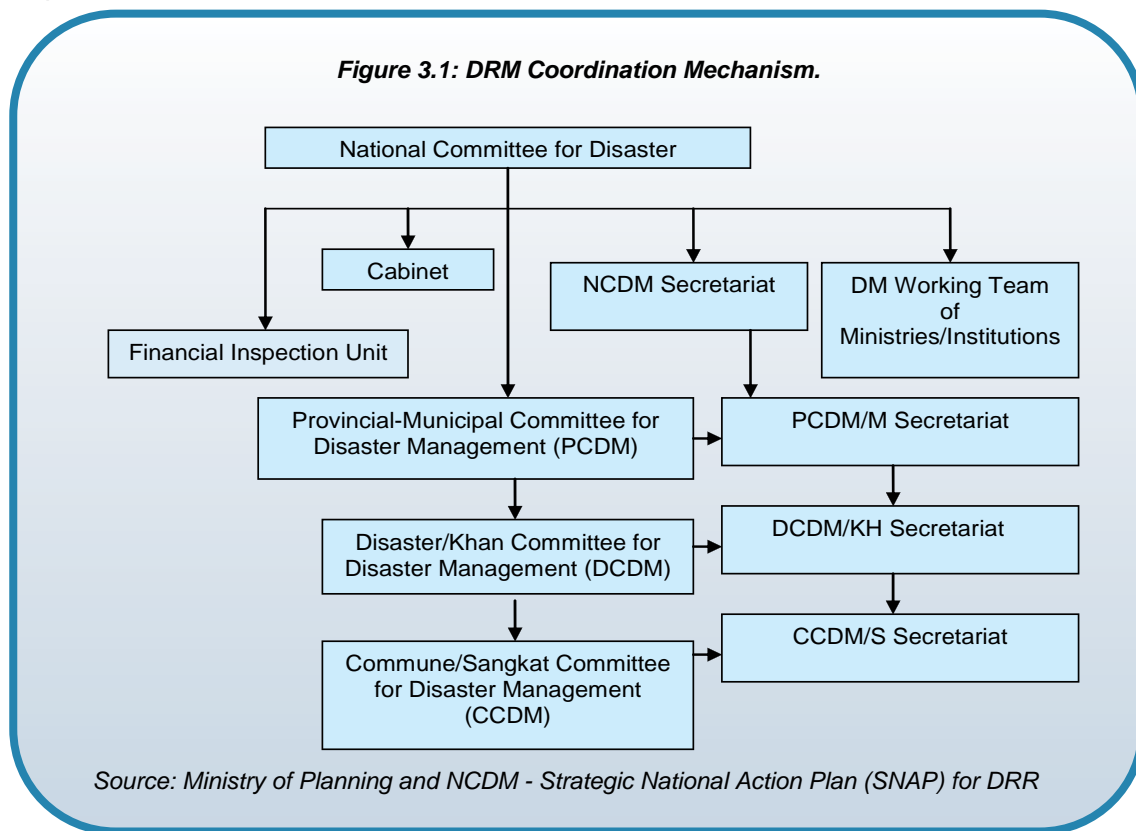 Figure 3.1: DRM Coordination Mechanism.
National Committee for Disaster
Cabinet
NCDM Secretariat
DM Working Team
of
Ministries/Institutions
Financial Inspection Unit
Provincial-Municipal Committee for
Disaster Management (PCDM)
PCDM/M Secretariat
Disaster/Khan Committee for
Disaster Management (DCDM)
DCDM/KH Secretariat
Commune/Sangkat Committee
for Disaster Management
(CCDM)
CCDM/S Secretariat
Source: Ministry of Planning and NCDM - Strategic National Action Plan (SNAP) for DRR